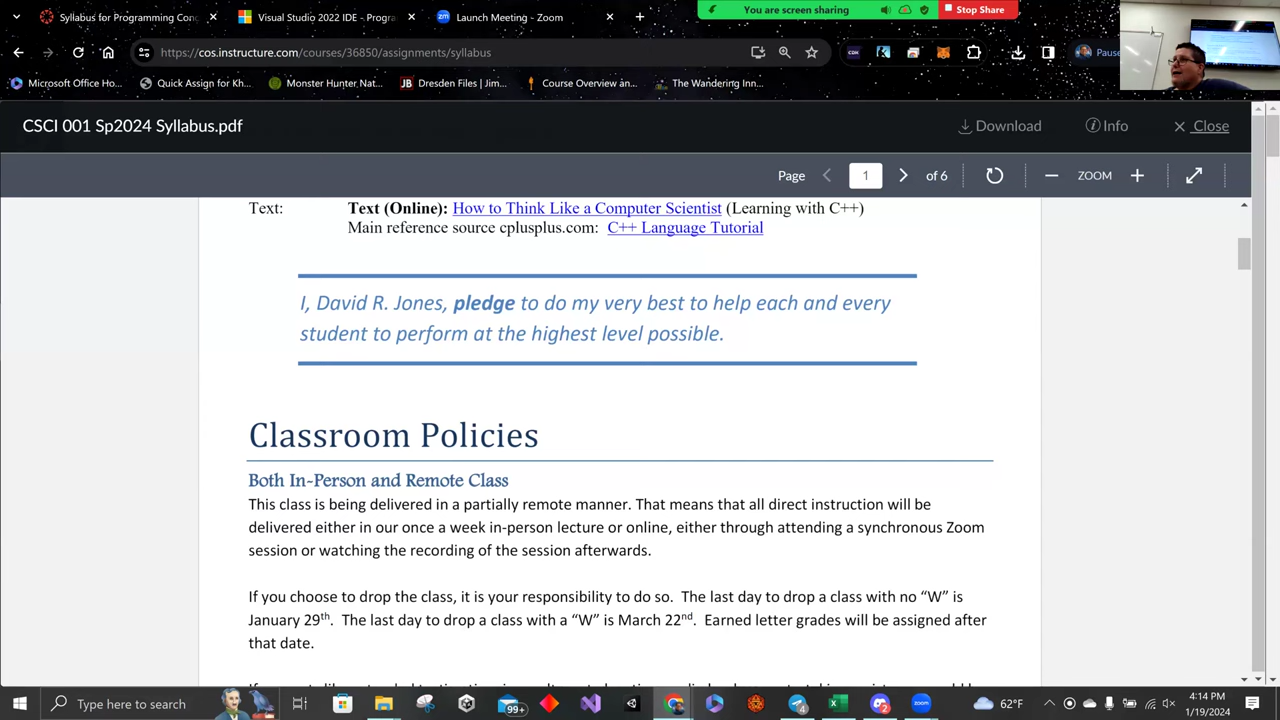 Syllabus for Programming Con
Visual Studio 2022 IDE - Progra
Launch Meeting - Zoom
You are screen sharing
Stop Share
https://cos.instructure.com/courses/36850/assignments/syllabus
Pause
Microsoft Office Ho...
Quick Assign for Kh...
Monster Hunter, Nat...
Dresden Files / Jim...
Course Overview an...
The Wandering Inn...
CSCI 001 Sp2024 Syllabus.pdf
Download
Info
Close
Page
1
of 6
ZOOM
Text: Text (Online): How to Think Like a Computer Scientist (Learning with C++)
Main reference source cplusplus.com: C++ Language Tutorial
I, David R. Jones, pledge to do my very best to help each and every
student to perform at the highest level possible.
Classroom Policies
Both In-Person and Remote Class
This class is being delivered in a partially remote manner. That means that all direct instruction will be
delivered either in our once a week in-person lecture or online, either through attending a synchronous Zoom
session or watching the recording of the session afterwards.
If you choose to drop the class, it is your responsibility to do so. The last day to drop a class with no “W” is
January 29th. The last day to drop a class with a “W” is March 22nd. Earned letter grades will be assigned after
that date.
Type here to search
99+
62°F
4:14 PM
1/19/2024